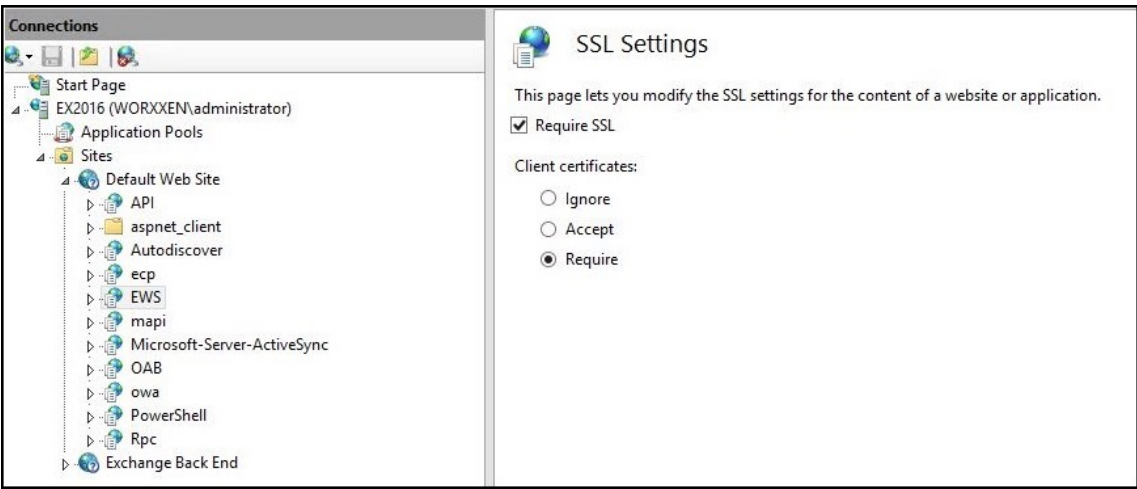 Connections
Start Page
EX2016 (WORXXEN\administrator)
Application Pools
Sites
Default Web Site
API
aspnet_client
Autodiscover
ecp
EWS
mapi
Microsoft-Server-ActiveSync
OAB
owa
PowerShell
Rpc
Exchange Back End
SSL Settings
This page lets you modify the SSL settings for the content of a website or application.
Require SSL
Client certificates:
Ignore
Accept
Require